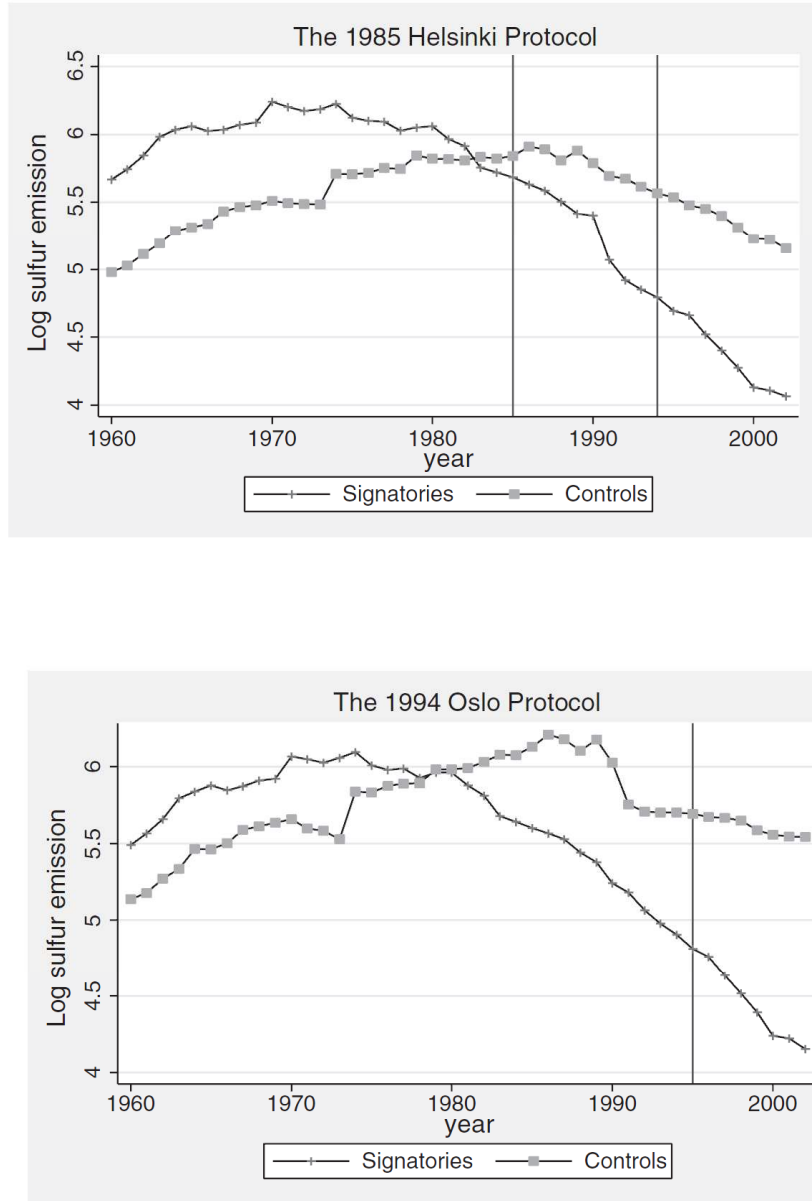 The 1985 Helsinki Protocol
Log sulfur emission
6.5
6
5.5
5
4.5
4
1960 1970 1980 1990 2000
year
Signatories Controls
The 1994 Oslo Protocol
Log sulfur emission
6
5.5
5
4.5
4
1960 1970 1980 1990 2000
year
Signatories Controls